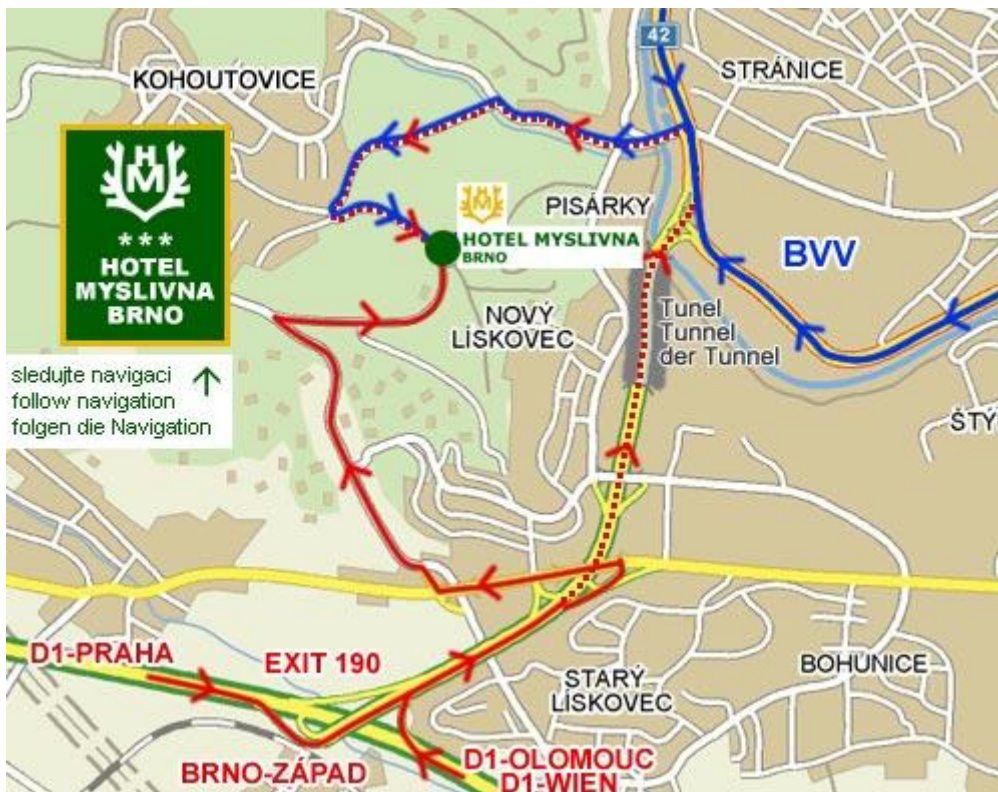 42
KOHOUTOVICE
STRÁNICE
HM
***
HOTEL
MYSLIVNA
BRNO
HM
PISÁRKY
HOTEL MYSLIVNA
BRNO
BVV
NOVÝ
LÍSKOVEC
Tunel
Tunnel
der Tunnel
sledujte navigaci
follow navigation
folgen die Navigation
ŠTÝ
D1-PRAHA
EXIT 190
STARÝ
LÍSKOVEC
BOHUNICE
BRNO-ZÁPAD
D1-OLOMOUC
D1-WIEN